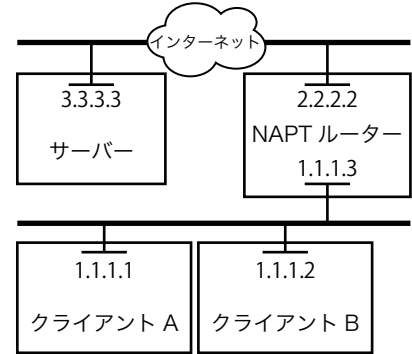 インターネット
3.3.3.3
サーバー
2.2.2.2
NAPT ルーター
1.1.1.3
1.1.1.1
クライアント A
1.1.1.2
クライアント B